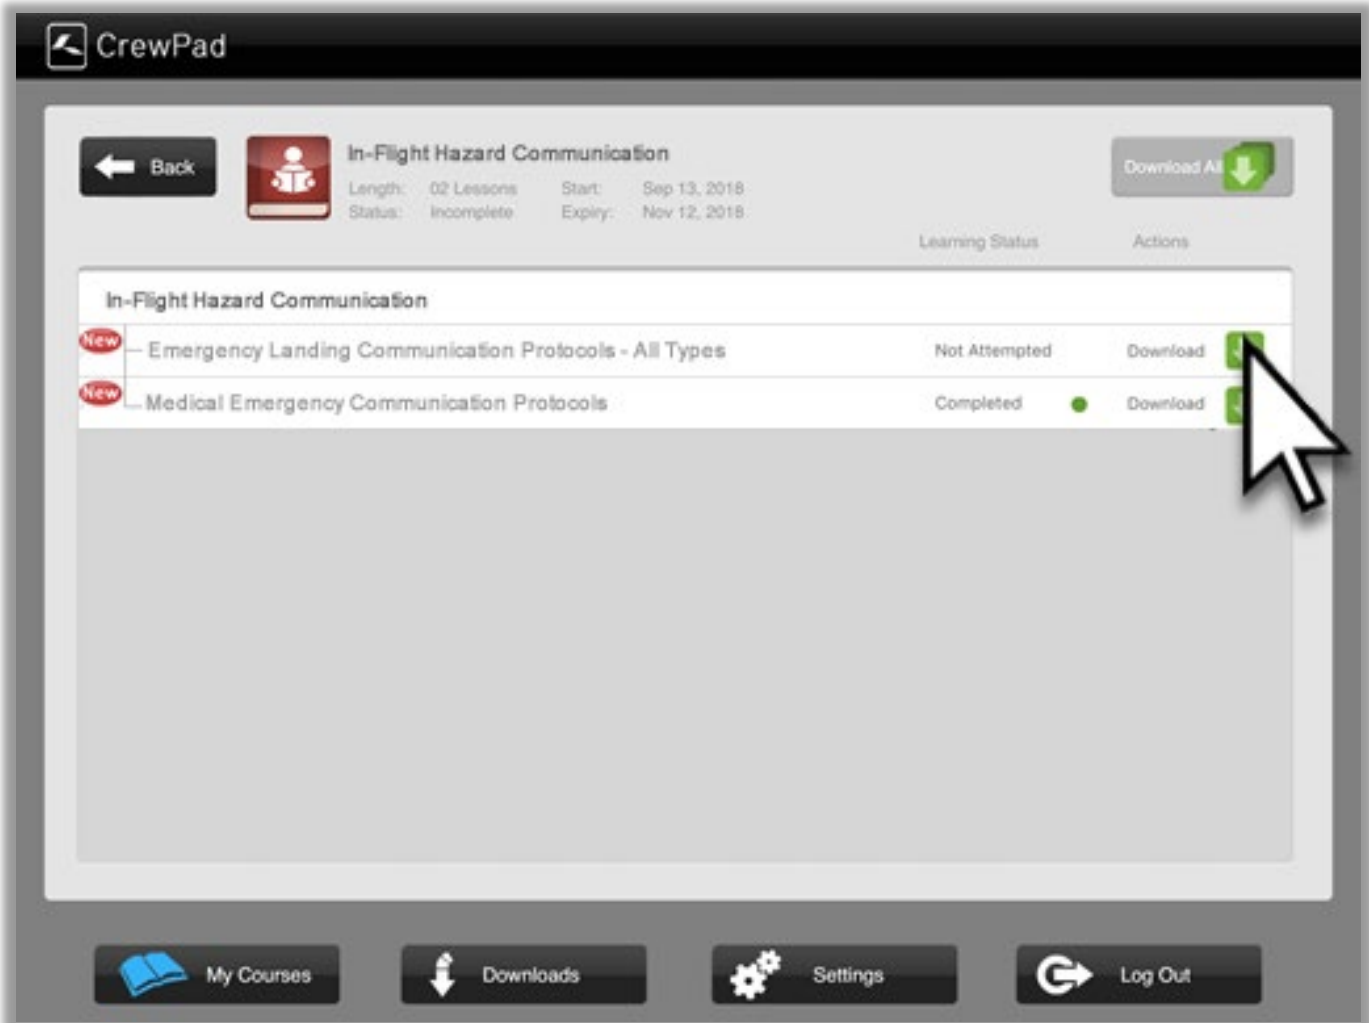 CrewPad
Back
In-Flight Hazard Communication
Download All
Length: 02 Lessons Start: Sep 13, 2018
Status: Incomplete Expiry: Nov 12, 2018
Learning Status Actions
In-Flight Hazard Communication
New Emergency Landing Communication Protocols - All Types Not Attempted Download
New Medical Emergency Communication Protocols Completed Download
My Courses Downloads Settings Log Out